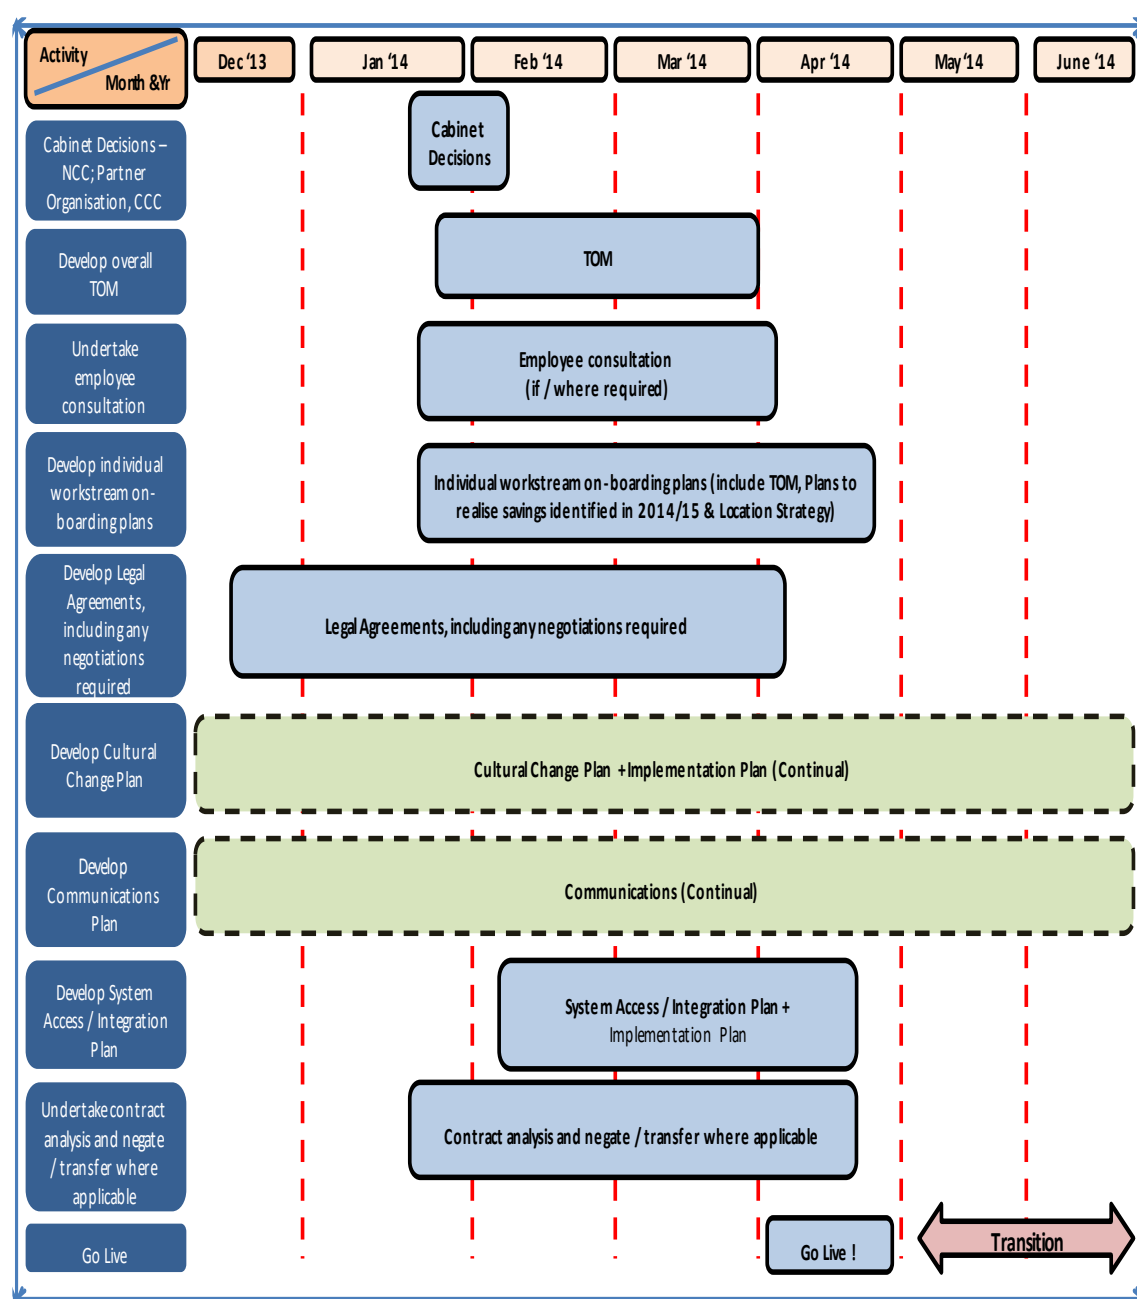 Activity
Month &Yr
Dec ‘13
Jan ‘14
Feb ‘14
Mar ‘14
Apr ‘14
May ‘14
June ‘14
Cabinet Decisions –
NCC; Partner
Organisation, CCC
Cabinet
Decisions
Develop overall
TOM
TOM
Undertake
employee
consultation
Employee consultation
(if / where required)
Develop individual
workstream on-
boarding plans
Individual workstream on-boarding plans (include TOM, Plans to
realise savings identified in 2014/15 & Location Strategy)
Develop Legal
Agreements,
including any
negotiations
required
Legal Agreements, including any negotiations required
Develop Cultural
Change Plan
Cultural Change Plan +Implementation Plan (Continual)
Develop
Communications
Plan
Communications (Continual)
Develop System
Access / Integration
Plan
System Access / Integration Plan +
Implementation Plan
Undertake contract
analysis and negate
/ transfer where
applicable
Contract analysis and negate / transfer where applicable
Go Live
Go Live !
Transition